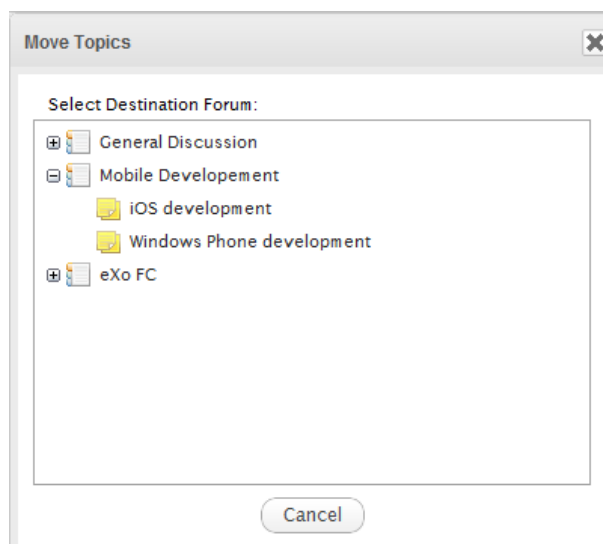 Move Topics
Select Destination Forum:
General Discussion
Mobile Developement
iOS development
Windows Phone development
eXo FC
Cancel